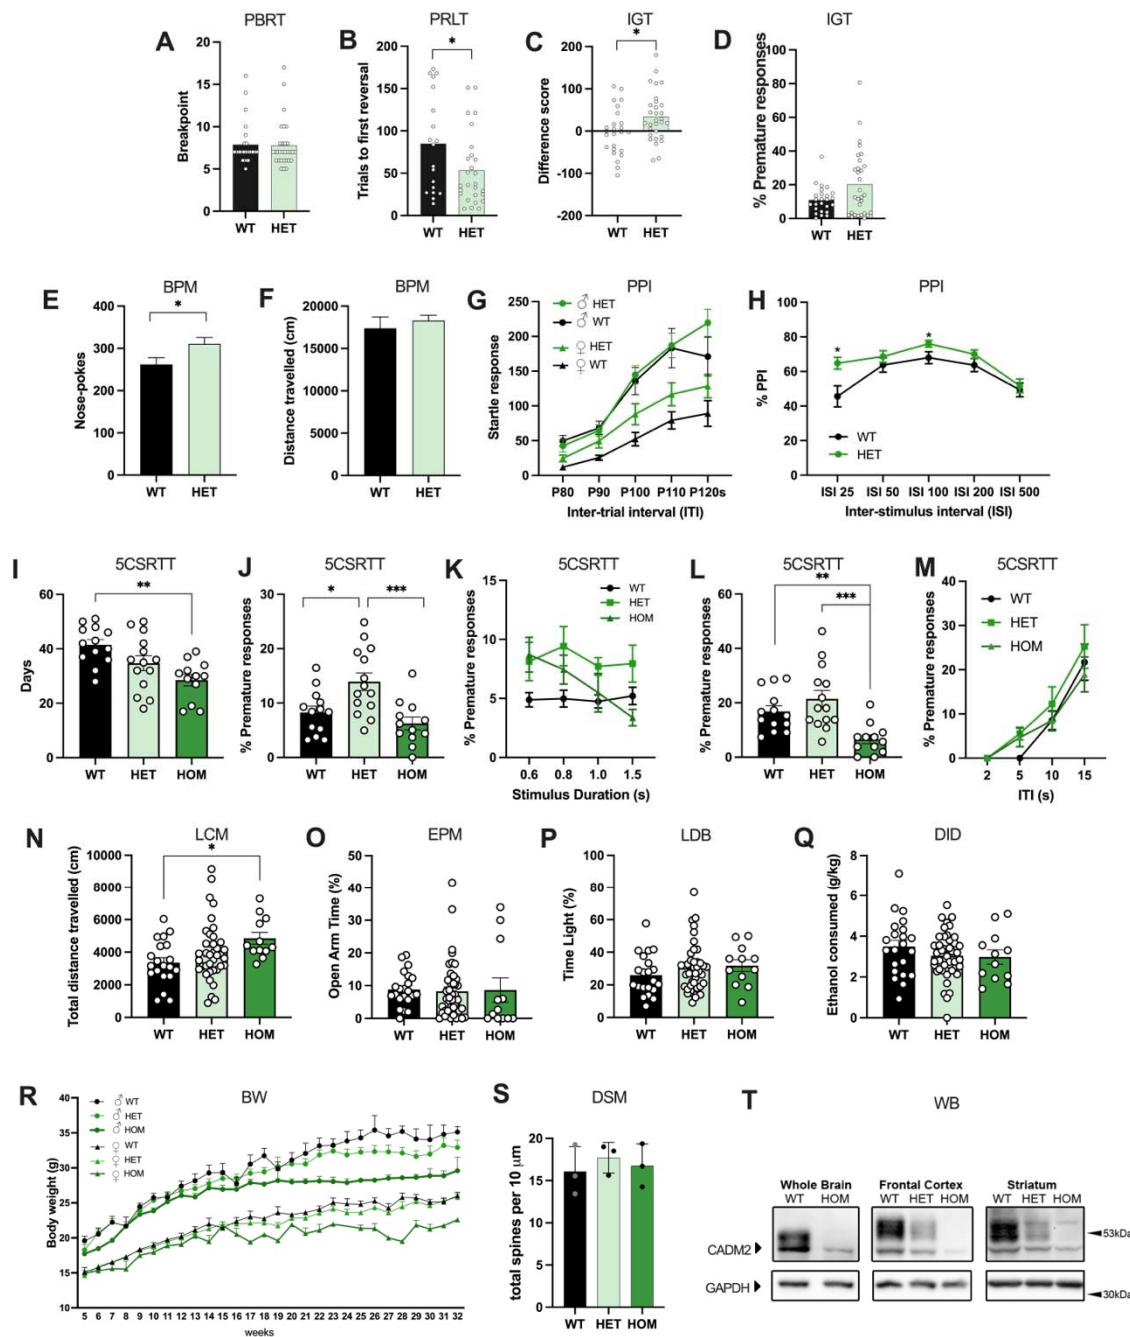 A PBRT
Breakpoint
20
15
10
5
0
WT HET
B PRLT
Trials to first reversal
200
150
100
50
0
*
WT HET
C IGT
Difference score
200
100
0
-100
-200
*
WT HET
D IGT
% Premature responses
100
80
60
40
20
0
WT HET
E BPM
Nose-pokes
400
300
200
100
0
*
WT HET
F BPM
Distance travelled (cm)
20000
15000
10000
5000
0
WT HET
G PPI
Startle response
250
200
150
100
50
0
♂ HET
♂ WT
♀ HET
♀ WT
P80 P90 P100 P110 P120s
Inter-trial interval (ITI)
H PPI
% PPI
100
80
60
40
20
0
* *
WT
HET
ISI 25 ISI 50 ISI 100 ISI 200 ISI 500
Inter-stimulus interval (ISI)
I 5CSRTT
Days
60
40
20
0
**
WT HET HOM
J 5CSRTT
% Premature responses
30
20
10
0
* ***
WT HET HOM
K 5CSRTT
% Premature responses
15
10
5
0
WT
HET
HOM
0.6 0.8 1.0 1.5
Stimulus Duration (s)
L 5CSRTT
% Premature responses
60
40
20
0
**
***
WT HET HOM
M 5CSRTT
% Premature responses
40
30
20
10
0
WT
HET
HOM
2 5 10 15
ITI (s)
N LCM
Total distance travelled (cm)
10000
8000
6000
4000
2000
0
*
WT HET HOM
O EPM
Open Arm Time (%)
50
40
30
20
10
0
WT HET HOM
P LDB
Time Light (%)
100
80
60
40
20
0
WT HET HOM
Q DID
Ethanol consumed (g/kg)
8
6
4
2
0
WT HET HOM
R BW
Body weight (g)
40
35
30
25
20
15
10
♂ WT
♂ HET
♂ HOM
♀ WT
♀ HET
♀ HOM
5 6 7 8 9 10 11 12 13 14 15 16 17 18 19 20 21 22 23 24 25 26 27 28 29 30 31 32
weeks
S DSM
total spines per 10 μm
20
15
10
5
0
WT HET HOM
T WB
Whole Brain Frontal Cortex Striatum
WT HOM WT HET HOM WT HET HOM
CADM2 53kDa
GAPDH 30kDa